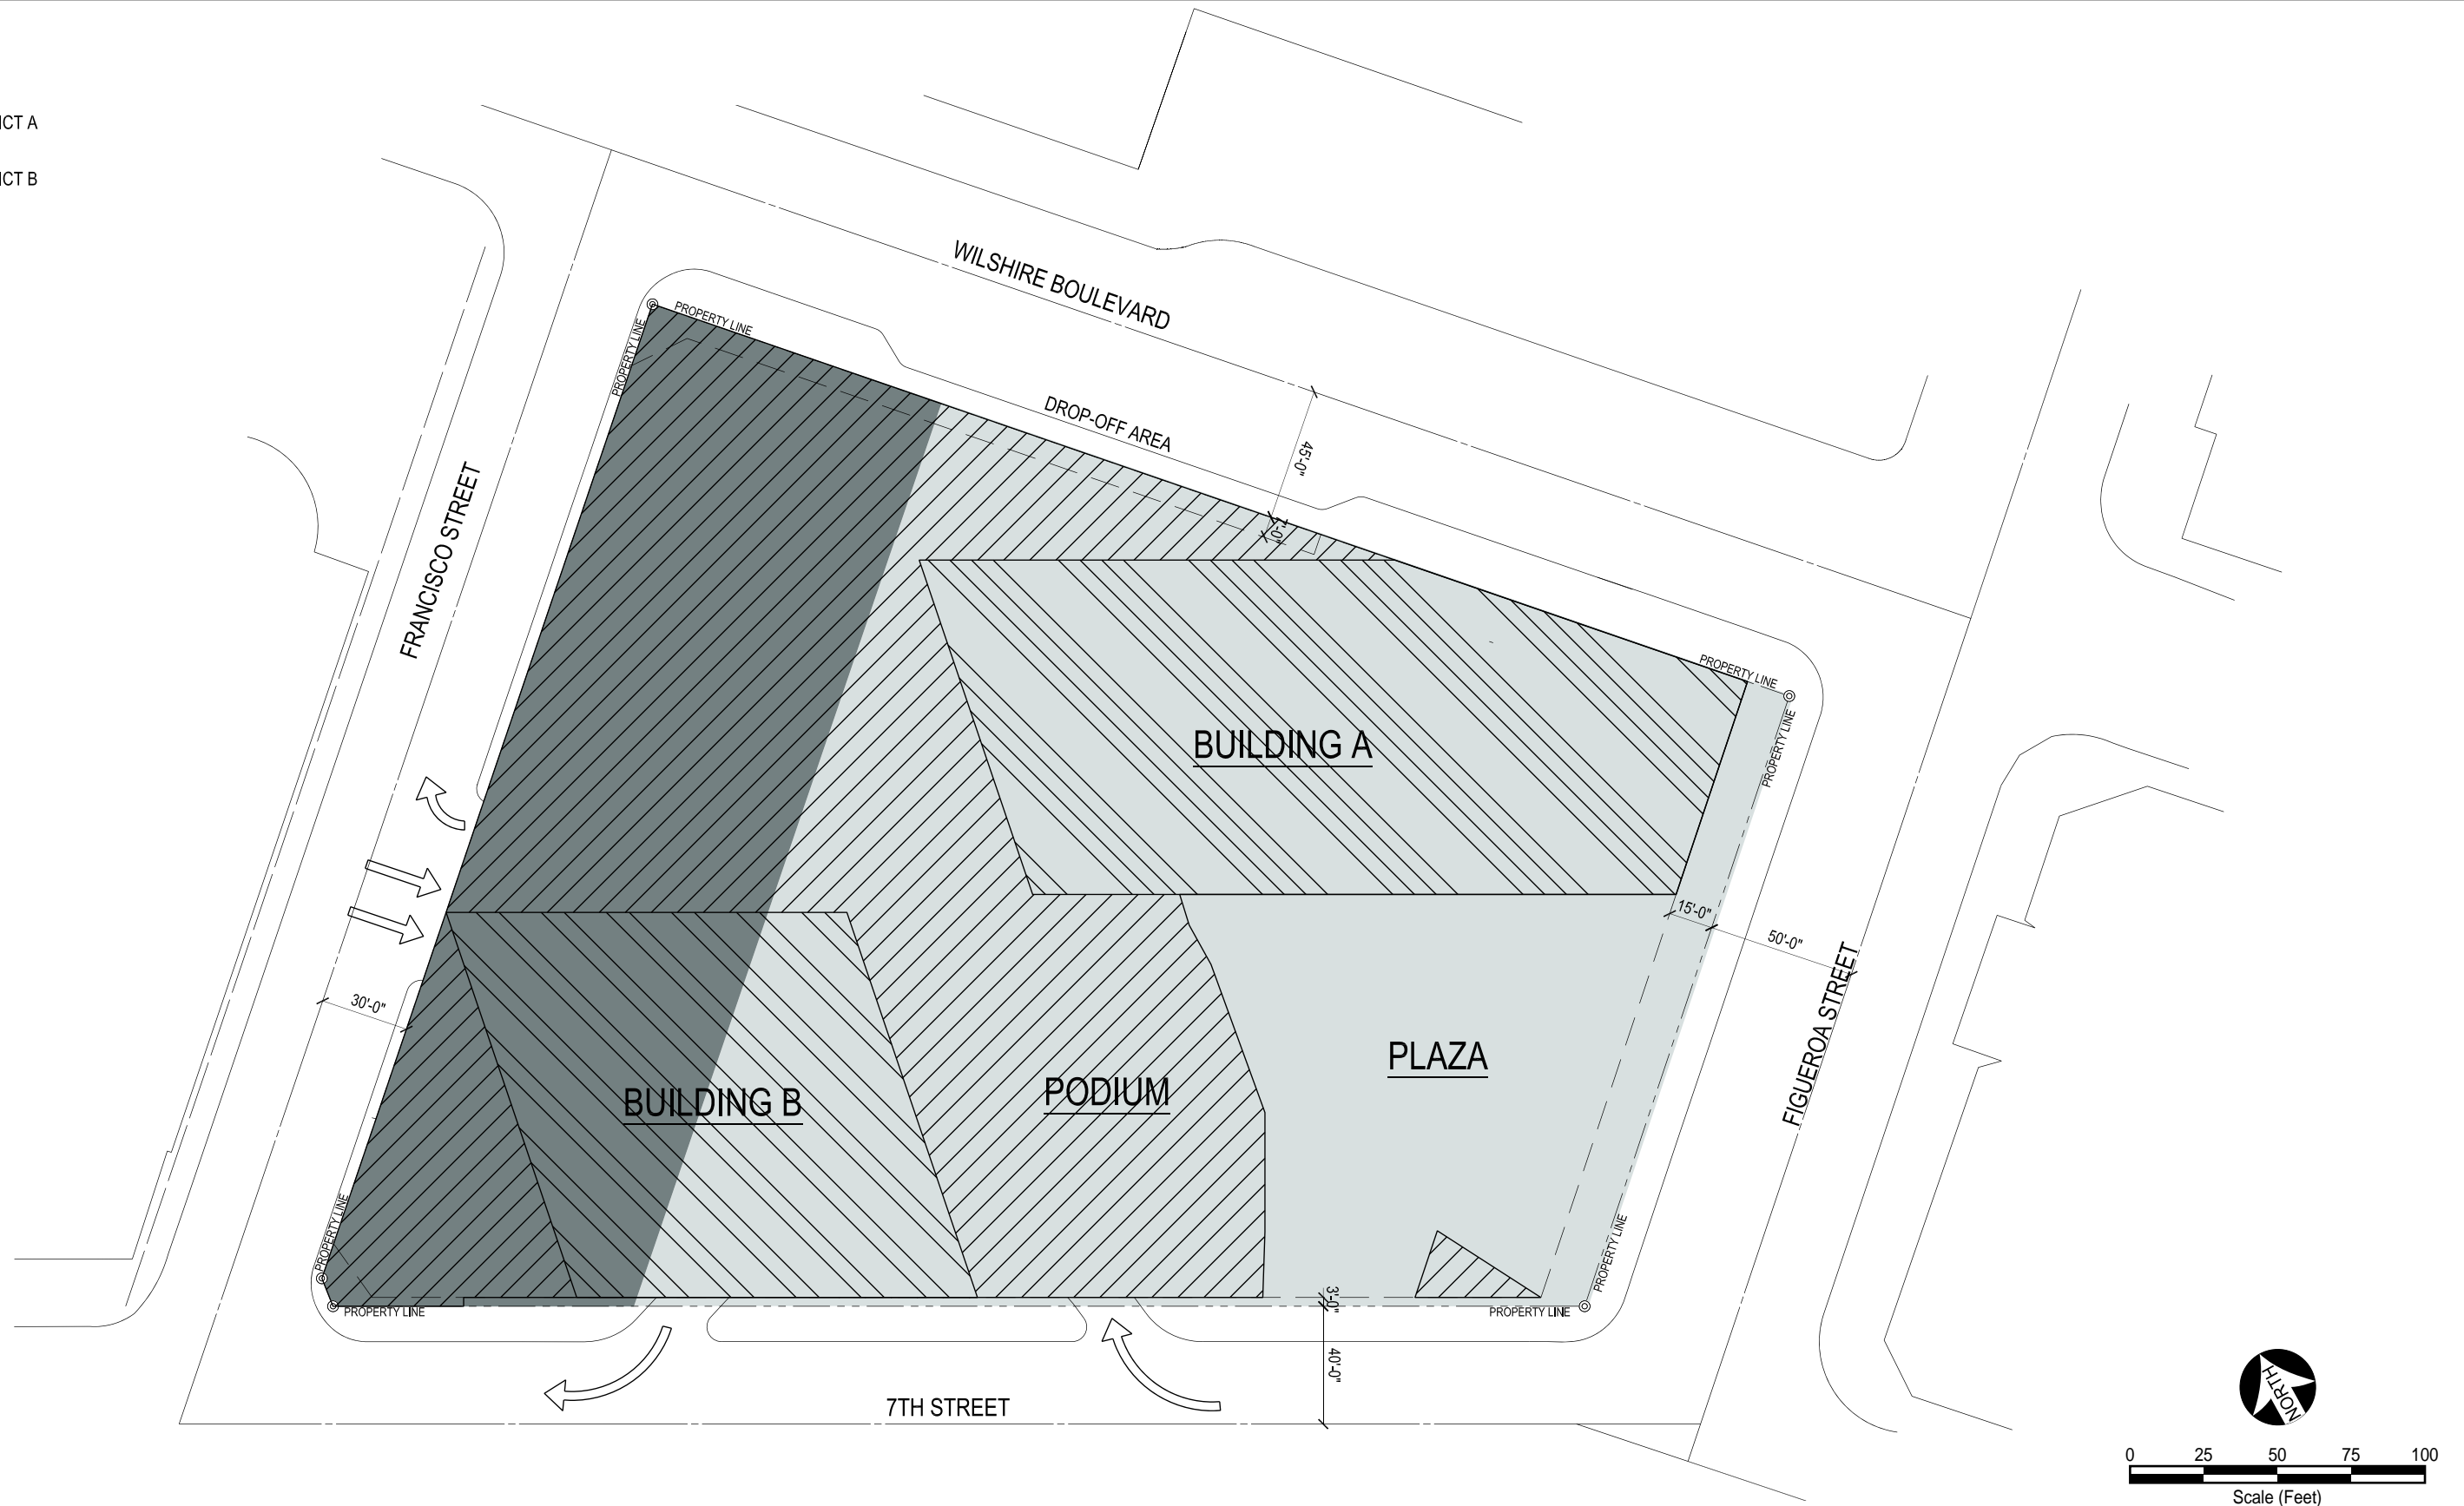 ICT A
ICT B
WILSHIRE BOULEVARD
PROPERTY LINE
PROPERTY LINE
DROP-OFF AREA
45'-0"
7'-0"
FRANCISCO STREET
PROPERTY LINE
PROPERTY LINE
BUILDING A
15'-0"
50'-0"
30'-0"
FIGUEROA STREET
PLAZA
PODIUM
BUILDING B
PROPERTY LINE
PROPERTY LINE
PROPERTY LINE
PROPERTY LINE
3'-0"
40'-0"
7TH STREET
NORTH
0 25 50 75 100
Scale (Feet)